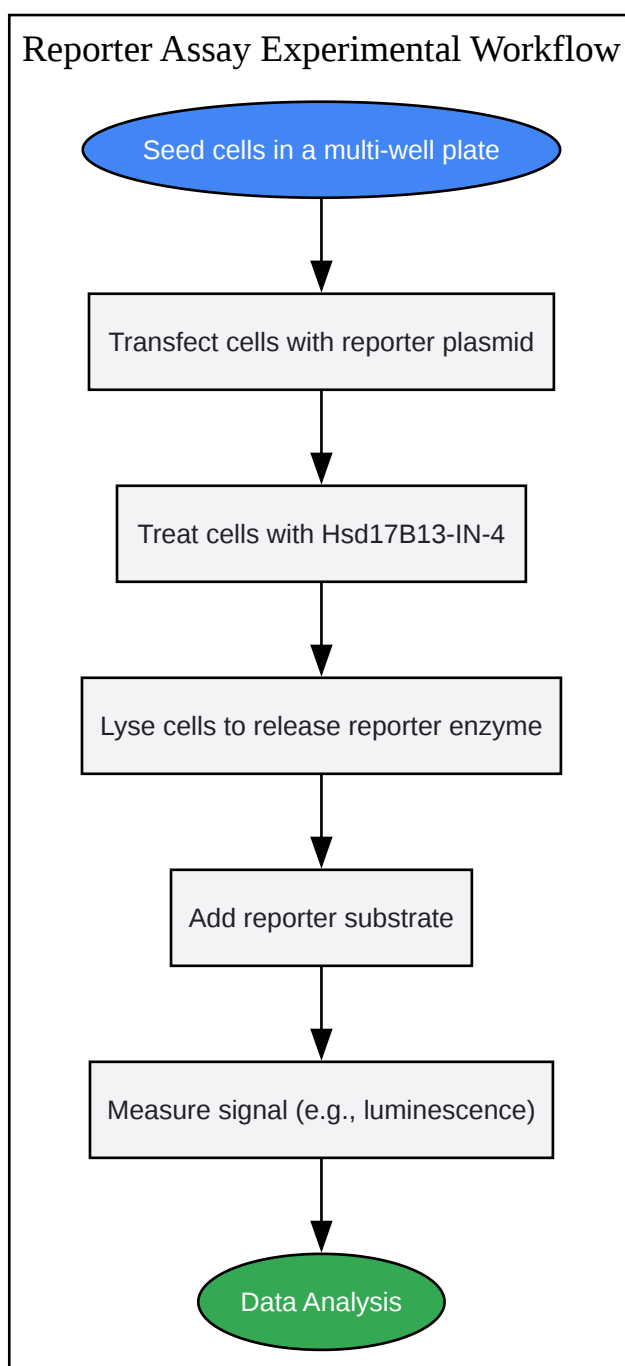 Reporter Assay Experimental Workflow
Seed cells in a multi-well plate
Transfect cells with reporter plasmid
Treat cells with Hsd17B13-IN-4
Lyse cells to release reporter enzyme
Add reporter substrate
Measure signal (e.g., luminescence)
Data Analysis